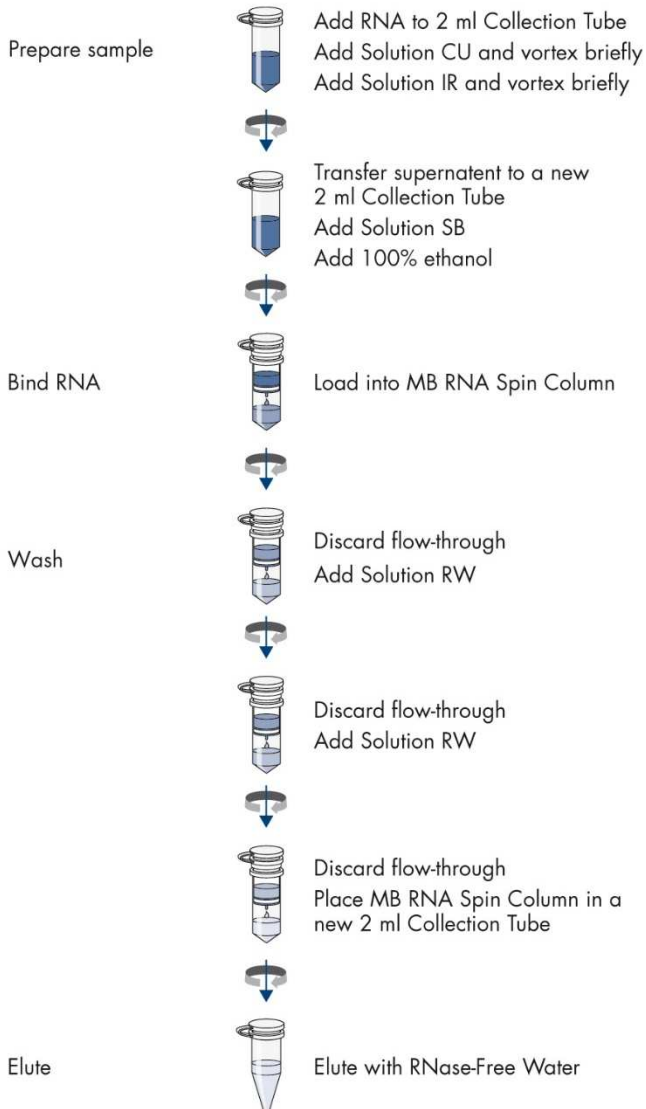 Prepare sample
Add RNA to 2 ml Collection Tube
Add Solution CU and vortex briefly
Add Solution IR and vortex briefly
Transfer supernatent to a new
2 ml Collection Tube
Add Solution SB
Add 100% ethanol
Bind RNA
Load into MB RNA Spin Column
Wash
Discard flow-through
Add Solution RW
Discard flow-through
Add Solution RW
Discard flow-through
Place MB RNA Spin Column in a
new 2 ml Collection Tube
Elute
Elute with RNase-Free Water